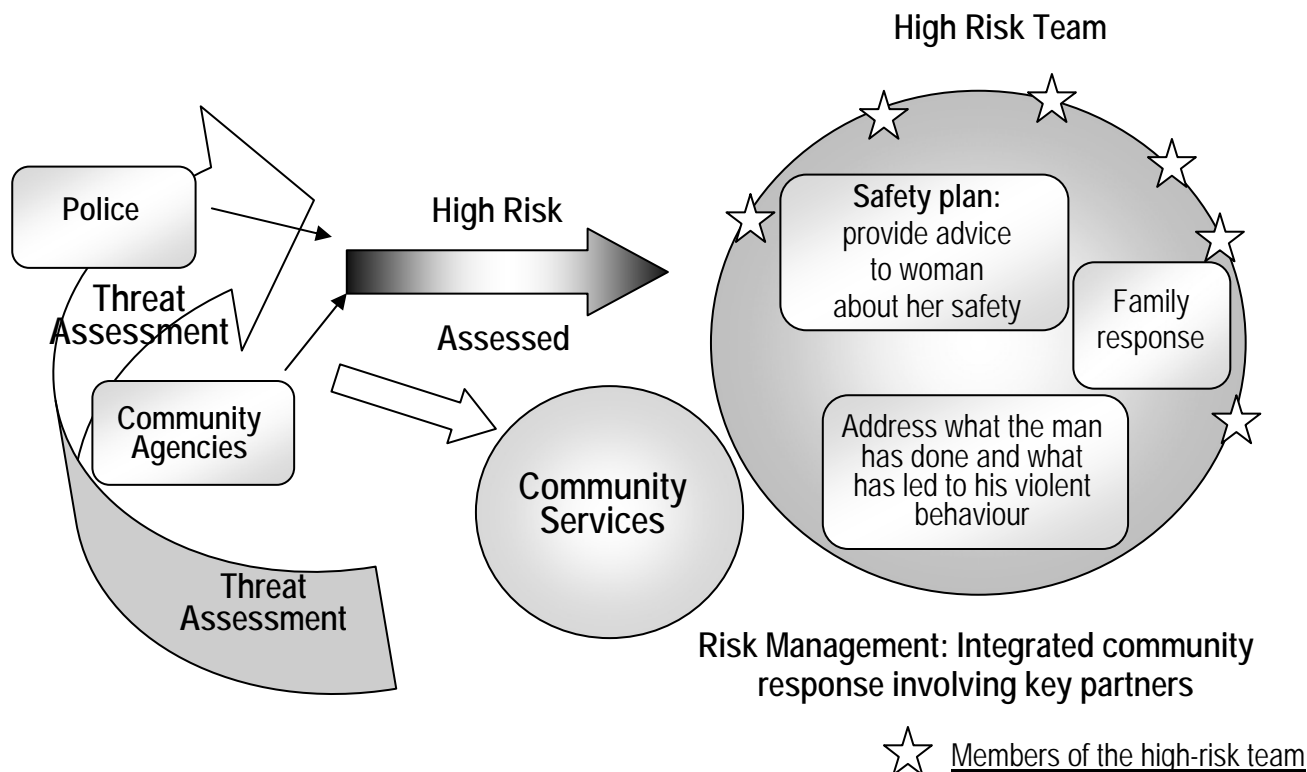 High Risk Team
Police
Threat
Assessment
Community
Agencies
Threat
Assessment
High Risk
Assessed
Community
Services
Safety plan:
provide advice
to woman
about her safety
Family
response
Address what the man
has done and what
has led to his violent
behaviour
Risk Management: Integrated community
response involving key partners
Members of the high-risk team